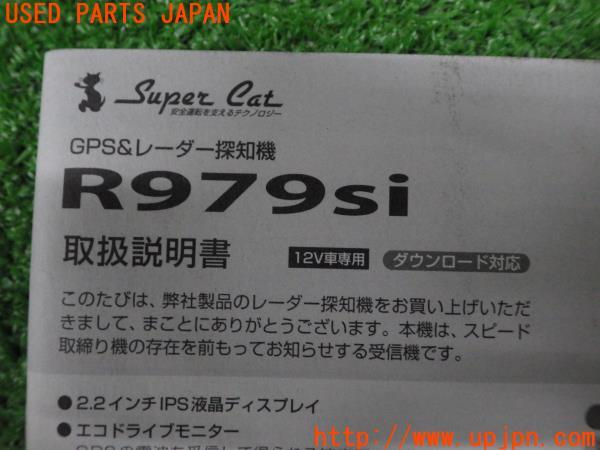 USED PARTS JAPAN
Super Cat
安全運転を支えるテクノロジー
GPS&レーダー探知機
R979si
取扱説明書 12V車専用 ダウンロード対応
このたびは、弊社製品のレーダー探知機をお買い上げいただ
きまして、まことにありがとうございます。本機は、スピード
取締り機の存在を前もってお知らせする受信機です。
●2.2インチIPS液晶ディスプレイ
●エコドライブモニター
http://www.upjpn.com